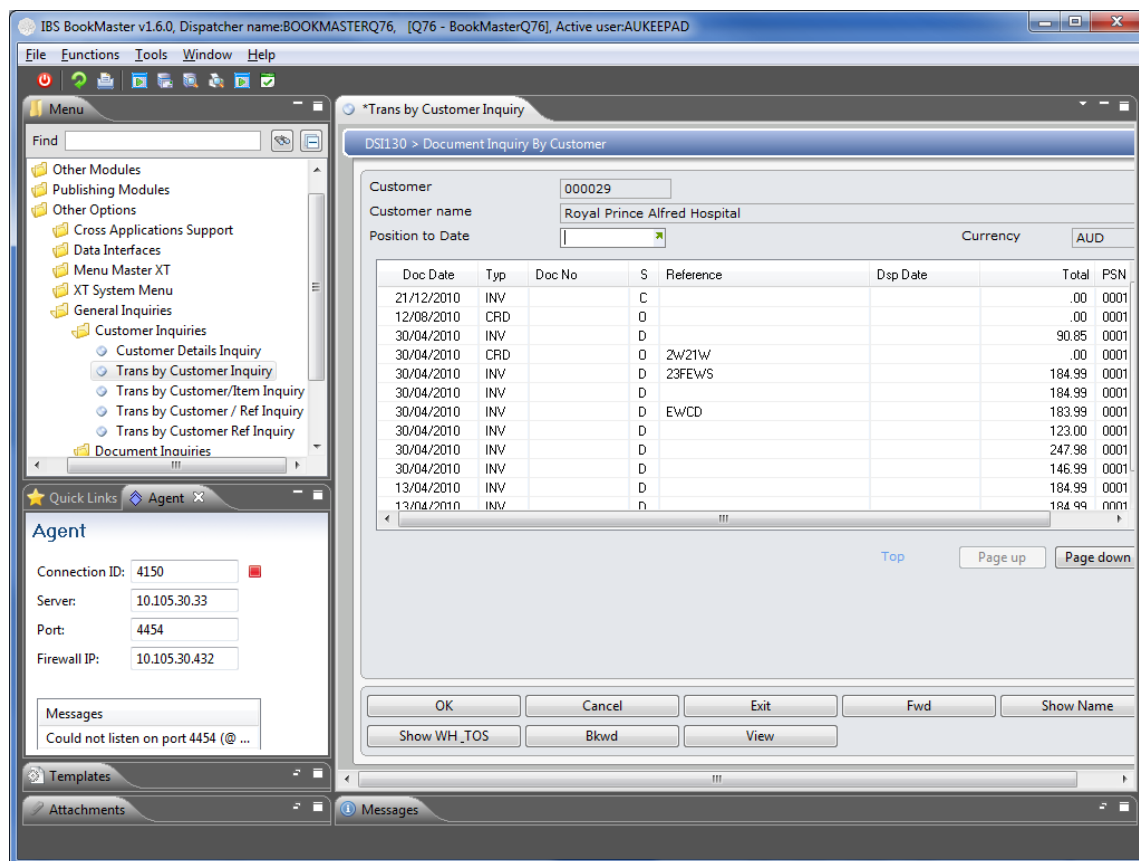 IBS BookMaster v1.6.0, Dispatcher name:BOOKMASTERQ76, [Q76 - BookMasterQ76], Active user:AUKEEPAD
File Functions Tools Window Help
Menu
Find
Other Modules
Publishing Modules
Other Options
Cross Applications Support
Data Interfaces
Menu Master XT
XT System Menu
General Inquiries
Customer Inquiries
Customer Details Inquiry
Trans by Customer Inquiry
Trans by Customer/Item Inquiry
Trans by Customer / Ref Inquiry
Trans by Customer Ref Inquiry
Document Inquiries
Quick Links Agent
Agent
Connection ID: 4150
Server: 10.105.30.33
Port: 4454
Firewall IP: 10.105.30.432
Messages
Could not listen on port 4454 (@ ...
Templates
Attachments
*Trans by Customer Inquiry
DSI130 > Document Inquiry By Customer
Customer 000029
Customer name Royal Prince Alfred Hospital
Position to Date Currency AUD
Doc Date Typ Doc No S Reference Dsp Date Total PSN
21/12/2010 INV C .00 0001
12/08/2010 CRD O .00 0001
30/04/2010 INV D 90.85 0001
30/04/2010 CRD O 2W21W .00 0001
30/04/2010 INV D 23FEWS 184.99 0001
30/04/2010 INV D 184.99 0001
30/04/2010 INV D EWCD 183.99 0001
30/04/2010 INV D 123.00 0001
30/04/2010 INV D 247.98 0001
30/04/2010 INV D 146.99 0001
13/04/2010 INV D 184.99 0001
13/04/2010 INV D 184.99 0001
Top Page up Page down
OK Cancel Exit Fwd Show Name
Show WH_TOS Bkwd View
Messages